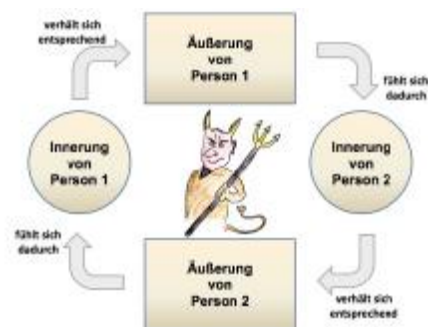 verhält sich
entsprechend
Äußerung
von
Person 1
fühlt sich
dadurch
Innerung
von
Person 1
Innerung
von
Person 2
fühlt sich
dadurch
Äußerung
von
Person 2
verhält sich
entsprechend